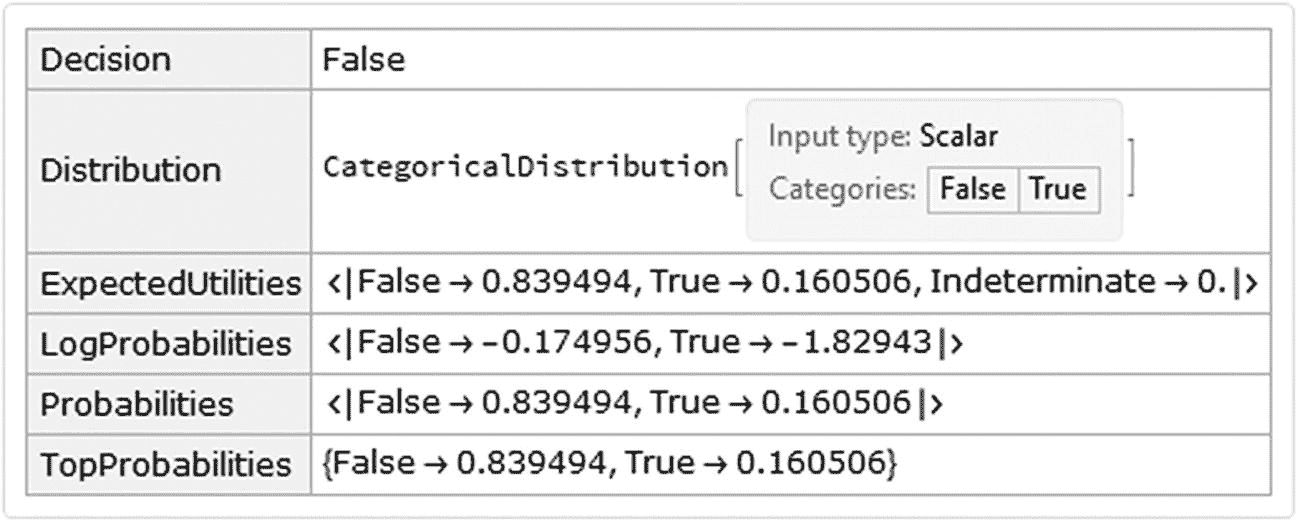 Decision False
Distribution CategoricalDistribution[ Input type: Scalar
Categories: False True ]
ExpectedUtilities <|False → 0.839494, True → 0.160506, Indeterminate → 0.|>
LogProbabilities <|False → -0.174956, True → -1.82943|>
Probabilities <|False → 0.839494, True → 0.160506|>
TopProbabilities {False → 0.839494, True → 0.160506}